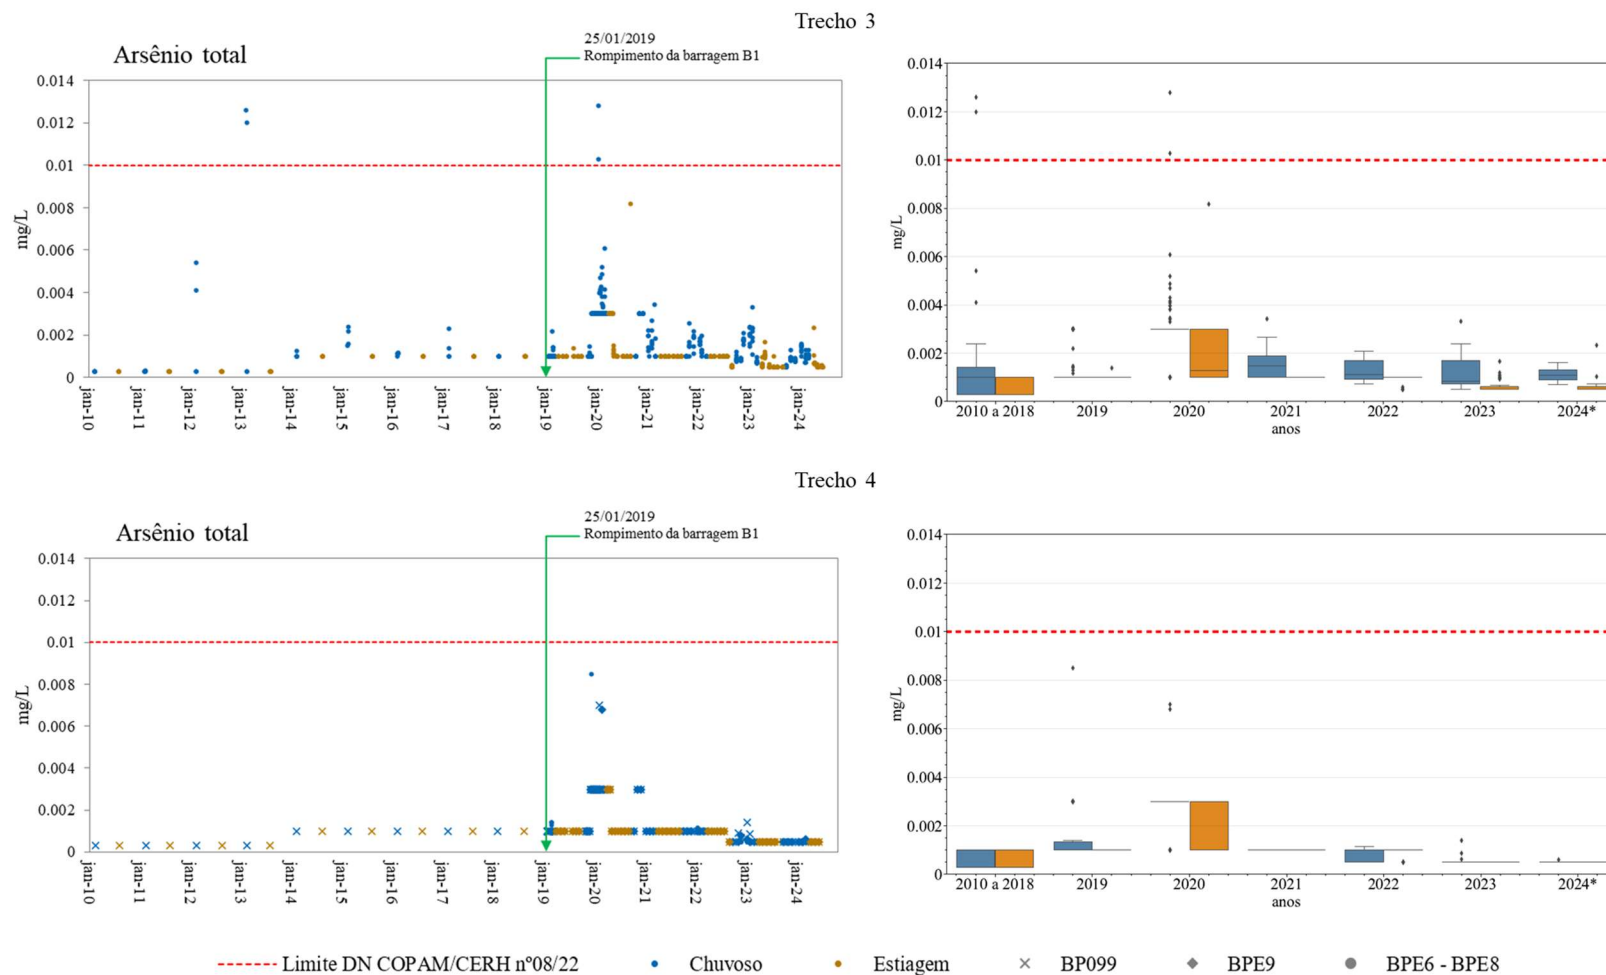 Trecho 3
Arsênio total
25/01/2019
Rompimento da barragem B1
mg/L
0.014
0.012
0.01
0.008
0.006
0.004
0.002
0
jan-10
jan-11
jan-12
jan-13
jan-14
jan-15
jan-16
jan-17
jan-18
jan-19
jan-20
jan-21
jan-22
jan-23
jan-24
mg/L
0.014
0.012
0.01
0.008
0.006
0.004
0.002
0
2010 a 2018
2019
2020
2021
2022
2023
2024*
anos
Trecho 4
Arsênio total
25/01/2019
Rompimento da barragem B1
mg/L
0.014
0.012
0.01
0.008
0.006
0.004
0.002
0
jan-10
jan-11
jan-12
jan-13
jan-14
jan-15
jan-16
jan-17
jan-18
jan-19
jan-20
jan-21
jan-22
jan-23
jan-24
mg/L
0.014
0.012
0.01
0.008
0.006
0.004
0.002
0
2010 a 2018
2019
2020
2021
2022
2023
2024*
anos
Limite DN COPAM/CERH nº08/22 Chuvoso Estiagem BP099 BPE9 BPE6 - BPE8